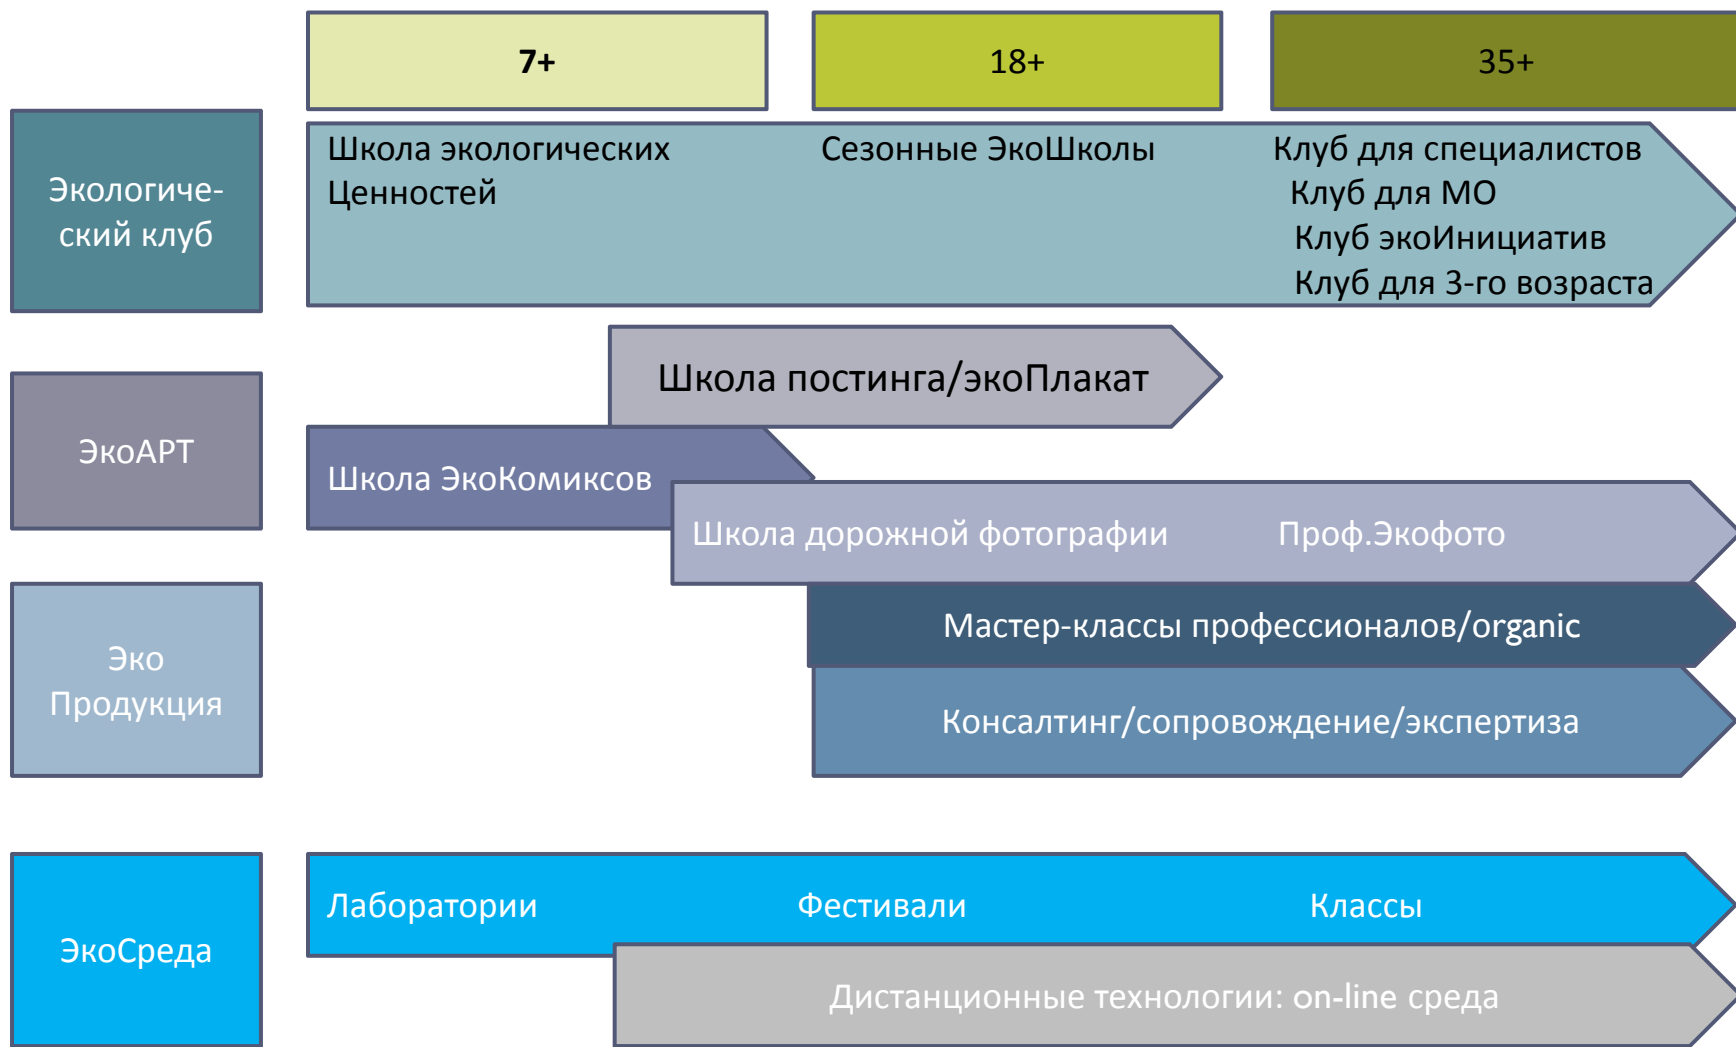 7+
18+
35+
Экологиче-
ский клуб
Школа экологических
Ценностей
Сезонные ЭкоШколы
Клуб для специалистов
Клуб для МО
Клуб экоИнициатив
Клуб для 3-го возраста
ЭкоАРТ
Школа постинга/экоПлакат
Школа ЭкоКомиксов
Школа дорожной фотографии
Проф.Экофото
Эко
Продукция
Мастер-классы профессионалов/organic
Консалтинг/сопровождение/экспертиза
ЭкоСреда
Лаборатории
Фестивали
Классы
Дистанционные технологии: on-line среда